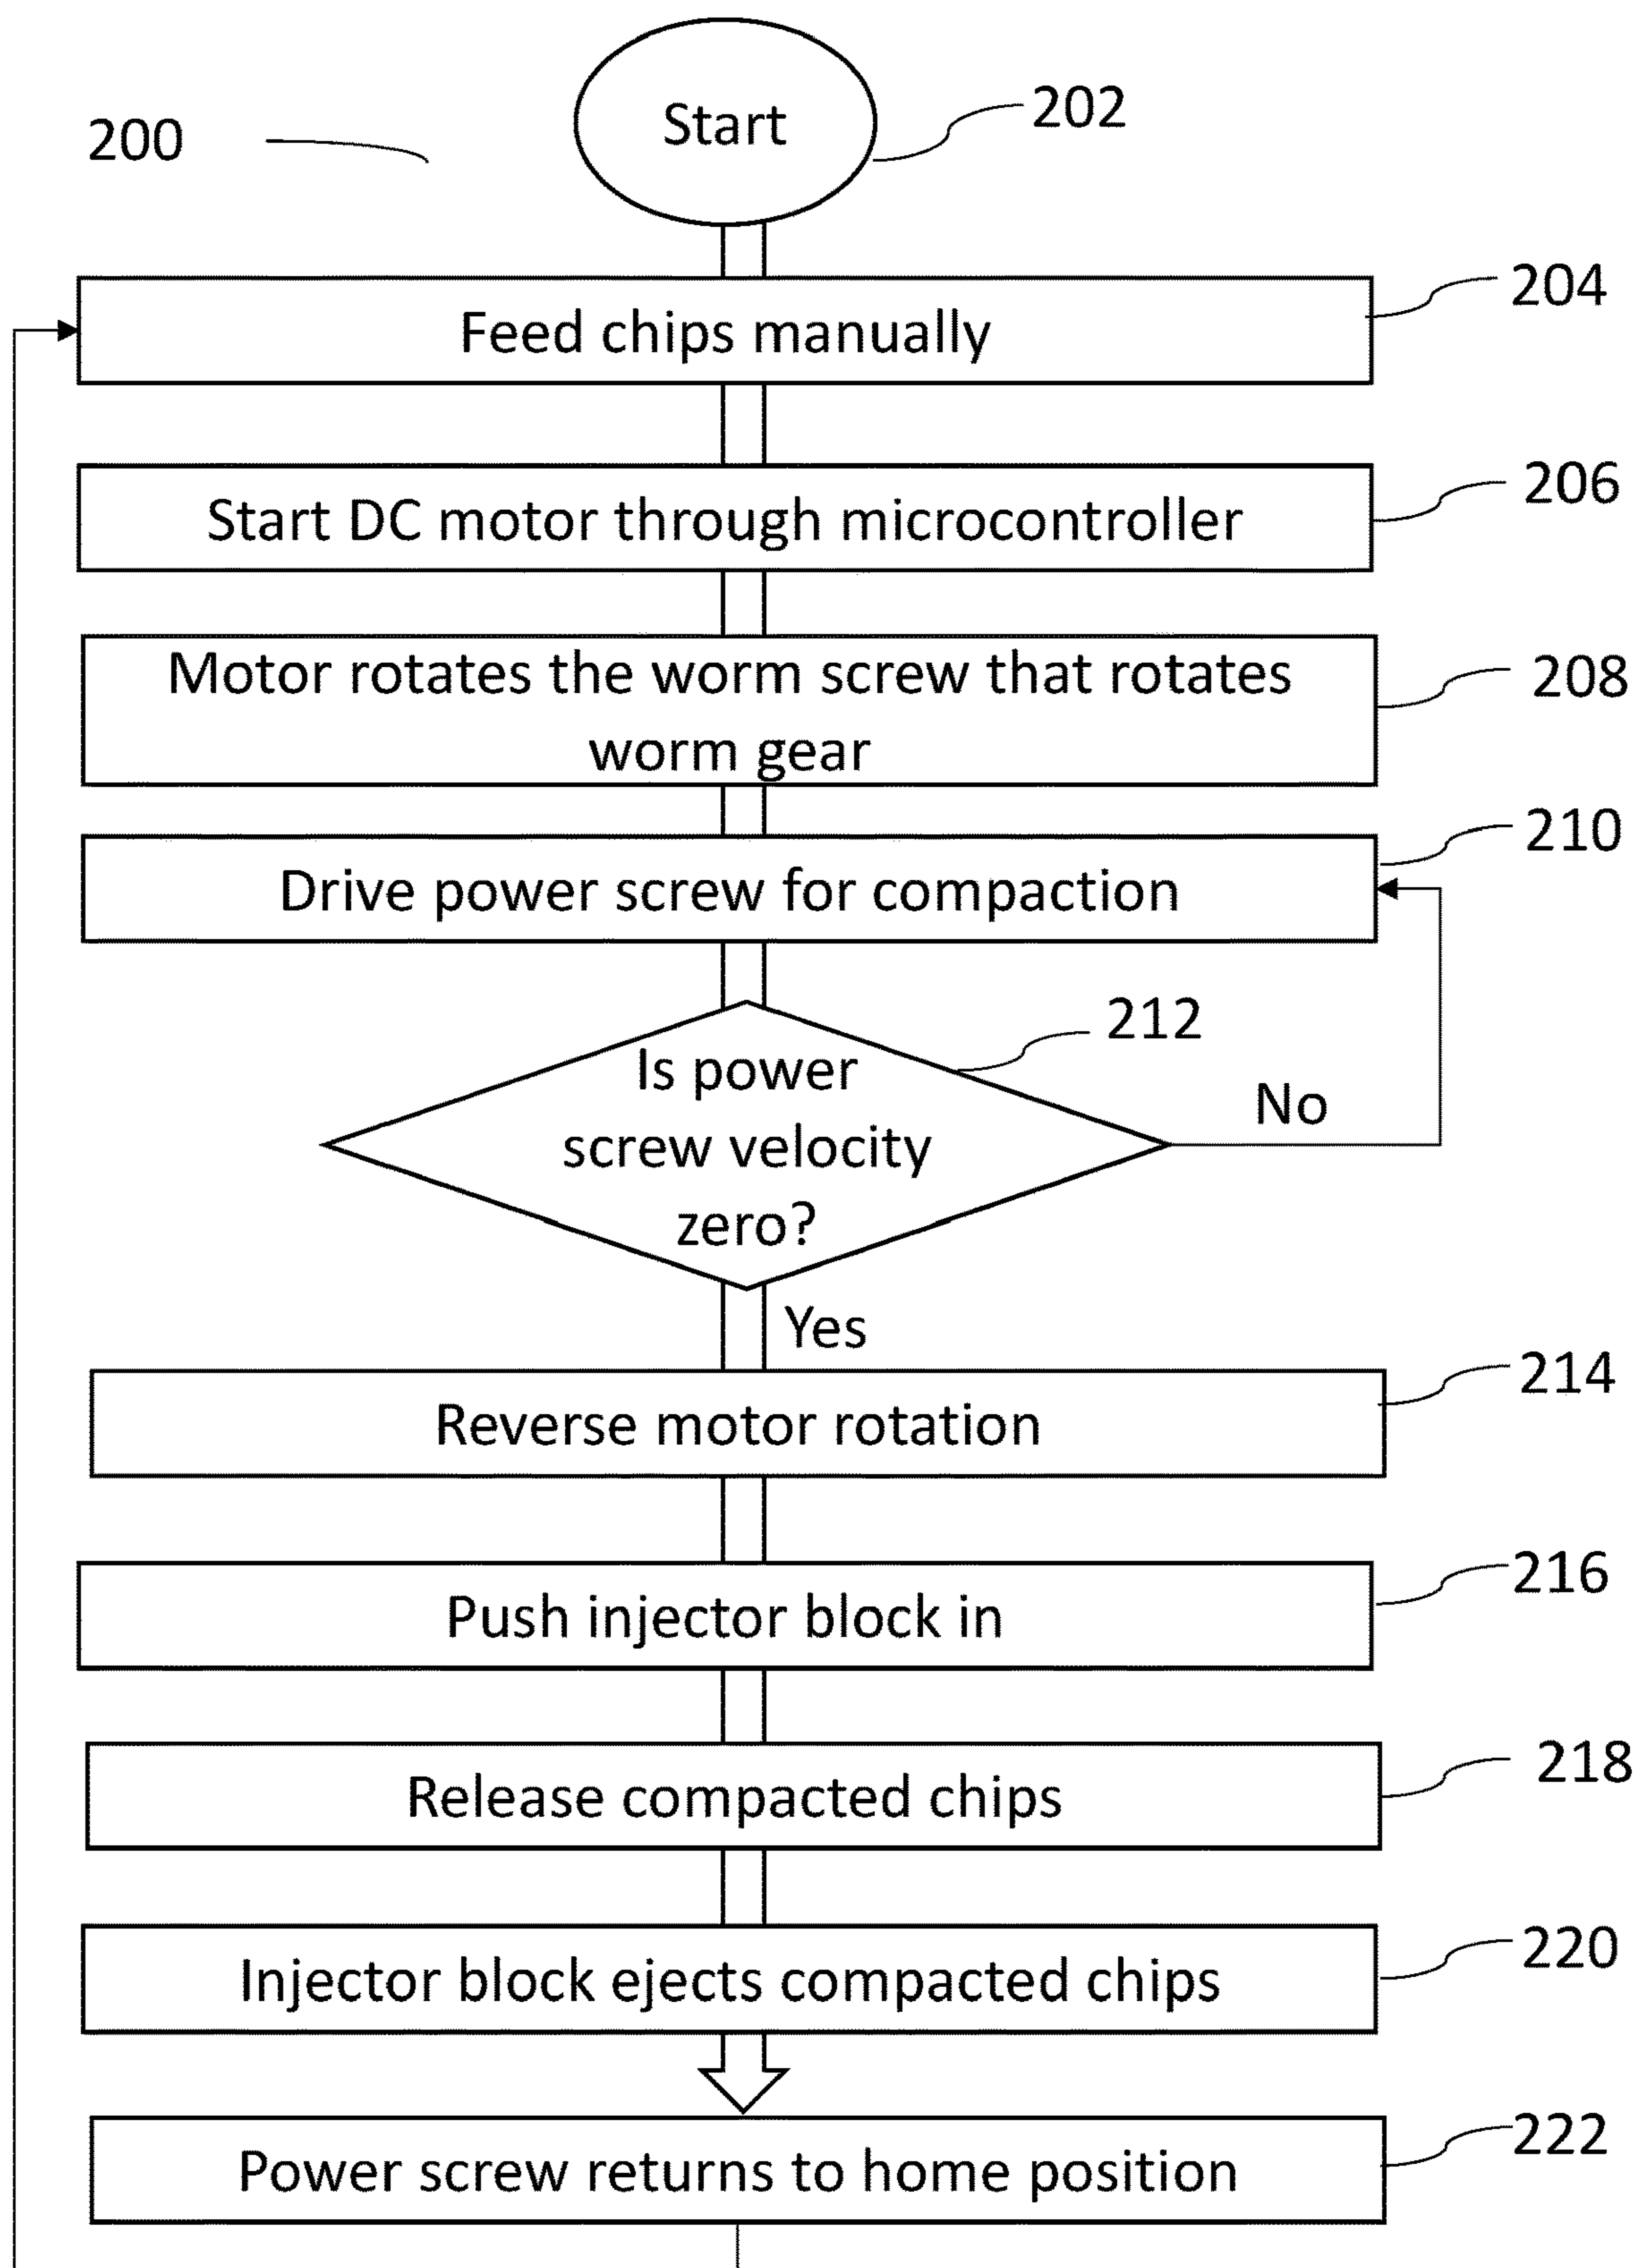 Start
202
200
204
Feed chips manually
206
Start DC motor through microcontroller
Motor rotates the worm screw that rotates
208
worm gear
210
Drive power screw for compaction
212
Is power
No
screw velocity
zero?
Yes
214
Reverse motor rotation
216
Push injector block in
218
Release compacted chips
220
Injector block ejects compacted chips
222
Power screw returns to home position